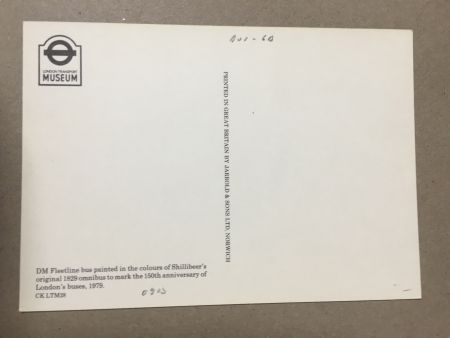 LONDON TRANSPORT
MUSEUM
PRINTED IN GREAT BRITAIN BY JARROLD & SONS LTD, NORWICH
DM Fleetline bus painted in the colours of Shillibeer's
original 1829 omnibus to mark the 150th anniversary of
London's buses, 1979.
CK LTM28